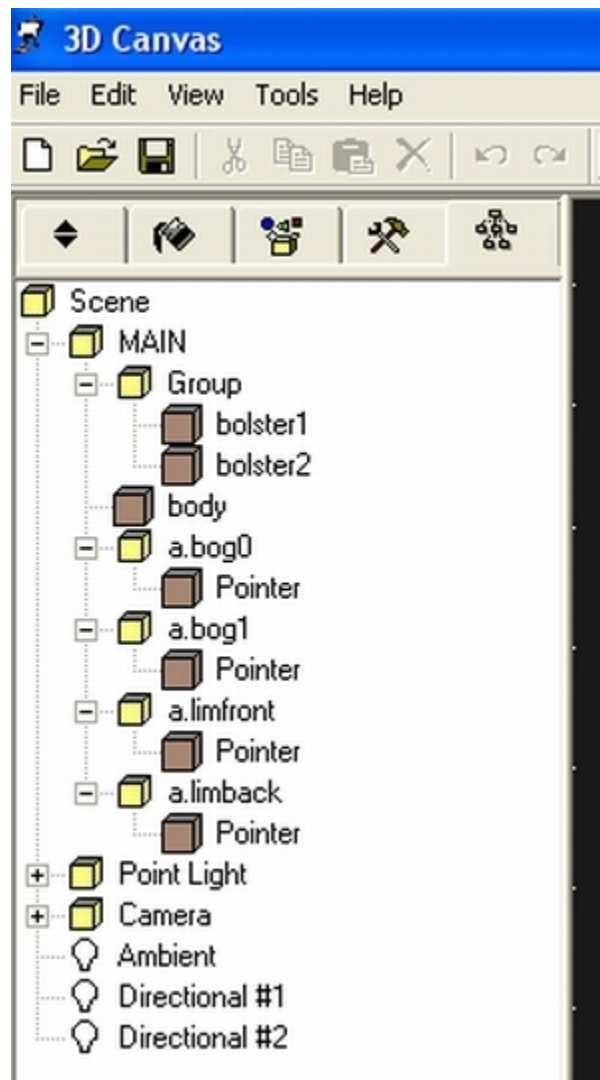 3D Canvas
File Edit View Tools Help
Scene
MAIN
Group
bolster1
bolster2
body
a.bog0
Pointer
a.bog1
Pointer
a.limfront
Pointer
a.limback
Pointer
Point Light
Camera
Ambient
Directional #1
Directional #2